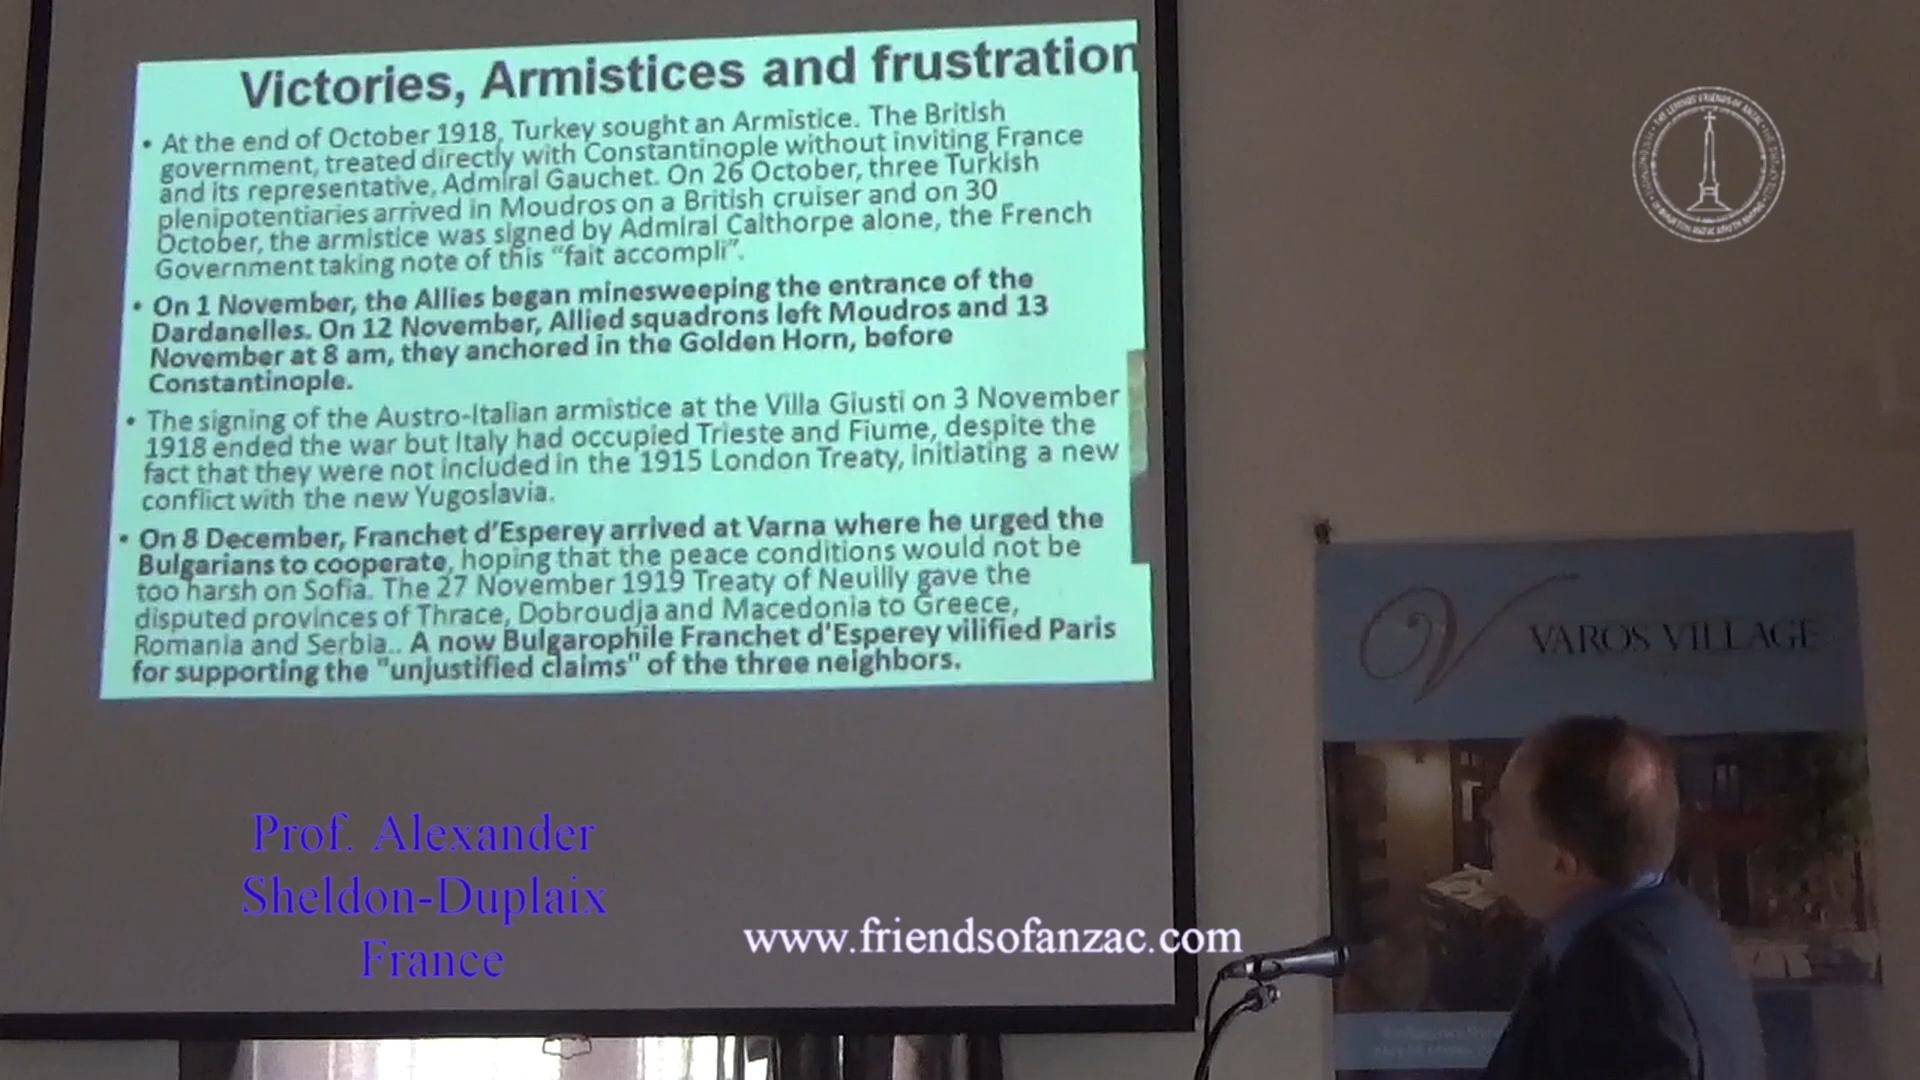 Victories, Armistices and frustration
• At the end of October 1918, Turkey sought an Armistice. The British
government, treated directly with Constantinople without inviting France
and its representative, Admiral Gauchet. On 26 October, three Turkish
plenipotentiaries arrived in Moudros on a British cruiser and on 30
October, the armistice was signed by Admiral Calthorpe alone, the French
Government taking note of this "fait accompli".
• On 1 November, the Allies began minesweeping the entrance of the
Dardanelles. On 12 November, Allied squadrons left Moudros and 13
November at 8 am, they anchored in the Golden Horn, before
Constantinople.
• The signing of the Austro-Italian armistice at the Villa Giusti on 3 November
1918 ended the war but Italy had occupied Trieste and Fiume, despite the
fact that they were not included in the 1915 London Treaty, initiating a new
conflict with the new Yugoslavia.
• On 8 December, Franchet d'Esperey arrived at Varna where he urged the
Bulgarians to cooperate, hoping that the peace conditions would not be
too harsh on Sofia. The 27 November 1919 Treaty of Neuilly gave the
disputed provinces of Thrace, Dobroudja and Macedonia to Greece,
Romania and Serbia.. A now Bulgarophile Franchet d'Esperey vilified Paris
for supporting the "unjustified claims" of the three neighbors.
VAROS VILLAGE
Prof. Alexander
Sheldon-Duplaix
France
www.friendsofanzac.com